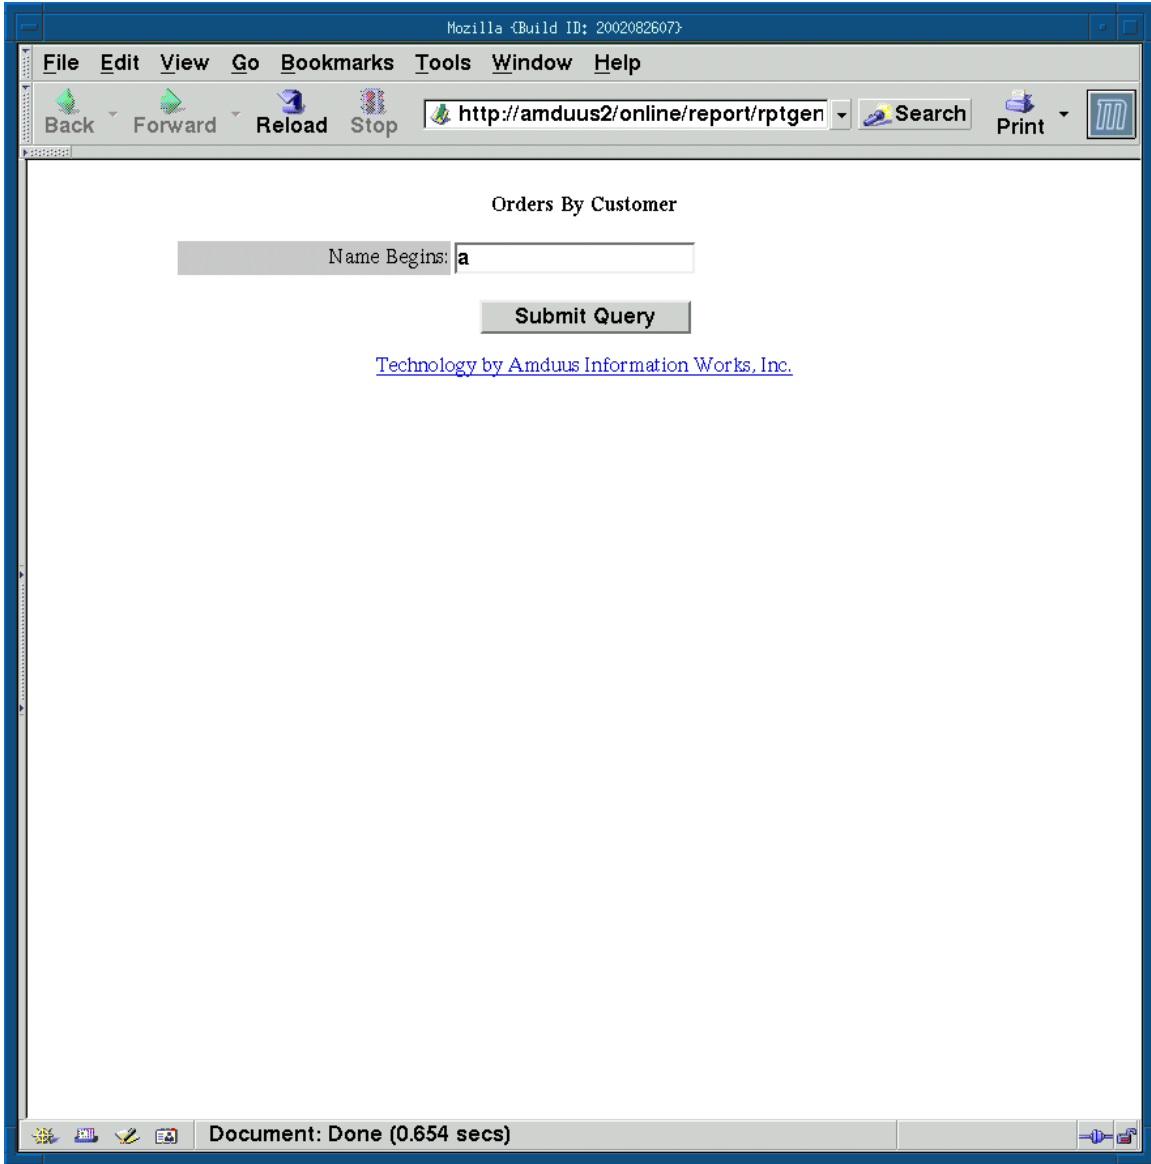 Mozilla {Build ID: 2002082607}
File Edit View Go Bookmarks Tools Window Help
Back Forward Reload Stop http://amduus2/online/report/rptgen Search Print
Orders By Customer
Name Begins: a
Submit Query
Technology by Amduus Information Works, Inc.
Document: Done (0.654 secs)